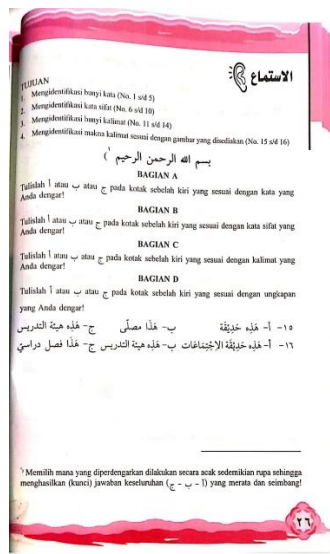 الاستماع
TUJUAN
1. Mengidentifikasi bunyi kata (No. 1 s/d 5)
2. Mengidentifikasi kata sifat (No. 6 s/d 10)
3. Mengidentifikasi bunyi kalimat (No. 11 s/d 14)
4. Mengidentifikasi makna kalimat sesuai dengan gambar yang disediakan (No. 15 s/d 16)
بسم الله الرحمن الرحيم ¹)
BAGIAN A
Tulislah أ atau ب atau ج pada kotak sebelah kiri yang sesuai dengan kata yang
Anda dengar!
BAGIAN B
Tulislah أ atau ب atau ج pada kotak sebelah kiri yang sesuai dengan kata sifat yang
Anda dengar!
BAGIAN C
Tulislah أ atau ب atau ج pada kotak sebelah kiri yang sesuai dengan kalimat yang
Anda dengar!
BAGIAN D
Tulislah أ atau ب atau ج pada kotak sebelah kiri yang sesuai dengan ungkapan
yang Anda dengar!
١٥- أ- هَذِه حَدِيْقَة ب- هَذَا مصلّى ج- هَذِه هيئة التدريس
١٦- أ- هَذِه حَدِيْقَة الاِجْتِمَاعَات ب- هَذِه هيئة التدريس ج- هَذَا فصل دراسيّ
¹) Memilih mana yang diperdengarkan dilakukan secara acak sedemikian rupa sehingga
menghasilkan (kunci) jawaban keseluruhan (أ - ب - ج) yang merata dan seimbang!
٢٦